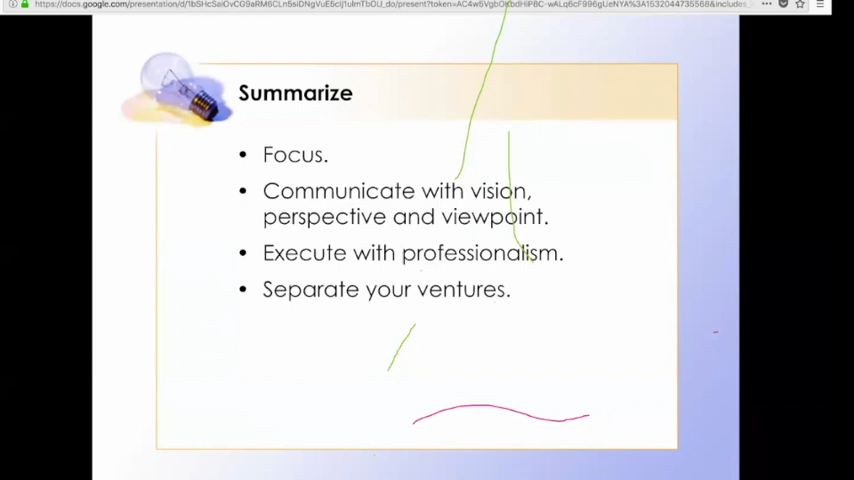 Summarize
• Focus.
• Communicate with vision,
perspective and viewpoint.
• Execute with professionalism.
• Separate your ventures.